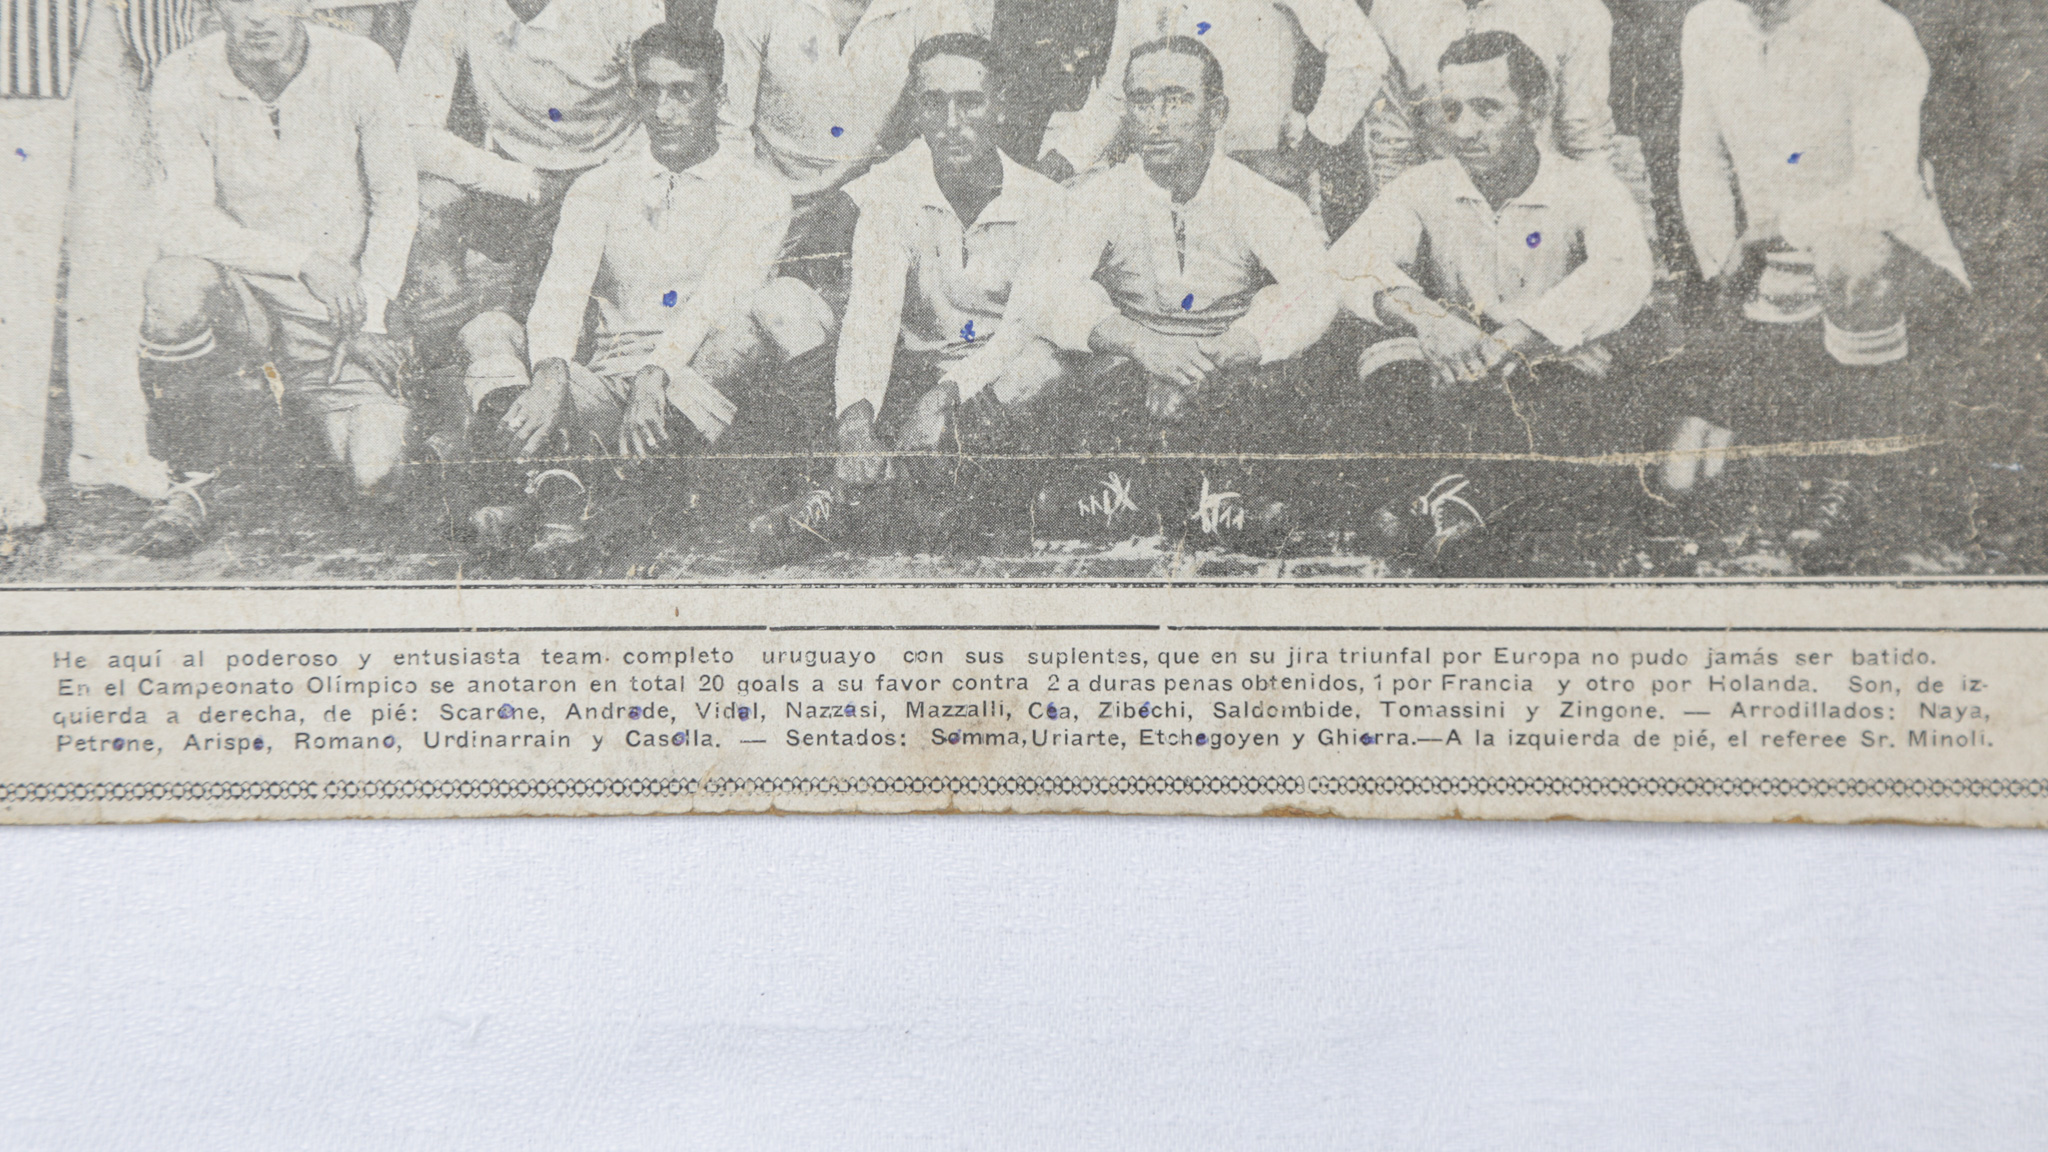 He aquí al poderoso y entusiasta team completo uruguayo con sus suplentes, que en su jira triunfal por Europa no pudo jamás ser batido.
En el Campeonato Olímpico se anotaron en total 20 goals a su favor contra 2 a duras penas obtenidos, 1 por Francia y otro por Holanda. Son, de iz-
quierda a derecha, de pié: Scarone, Andrade, Vidal, Nazzasi, Mazzalli, Céa, Zibéchi, Saldombide, Tomassini y Zingone. — Arrodillados: Naya,
Petrone, Arispe, Romano, Urdinarrain y Casella. — Sentados: Somma, Uriarte, Etchegoyen y Ghierra.—A la izquierda de pié, el referee Sr. Minoli.